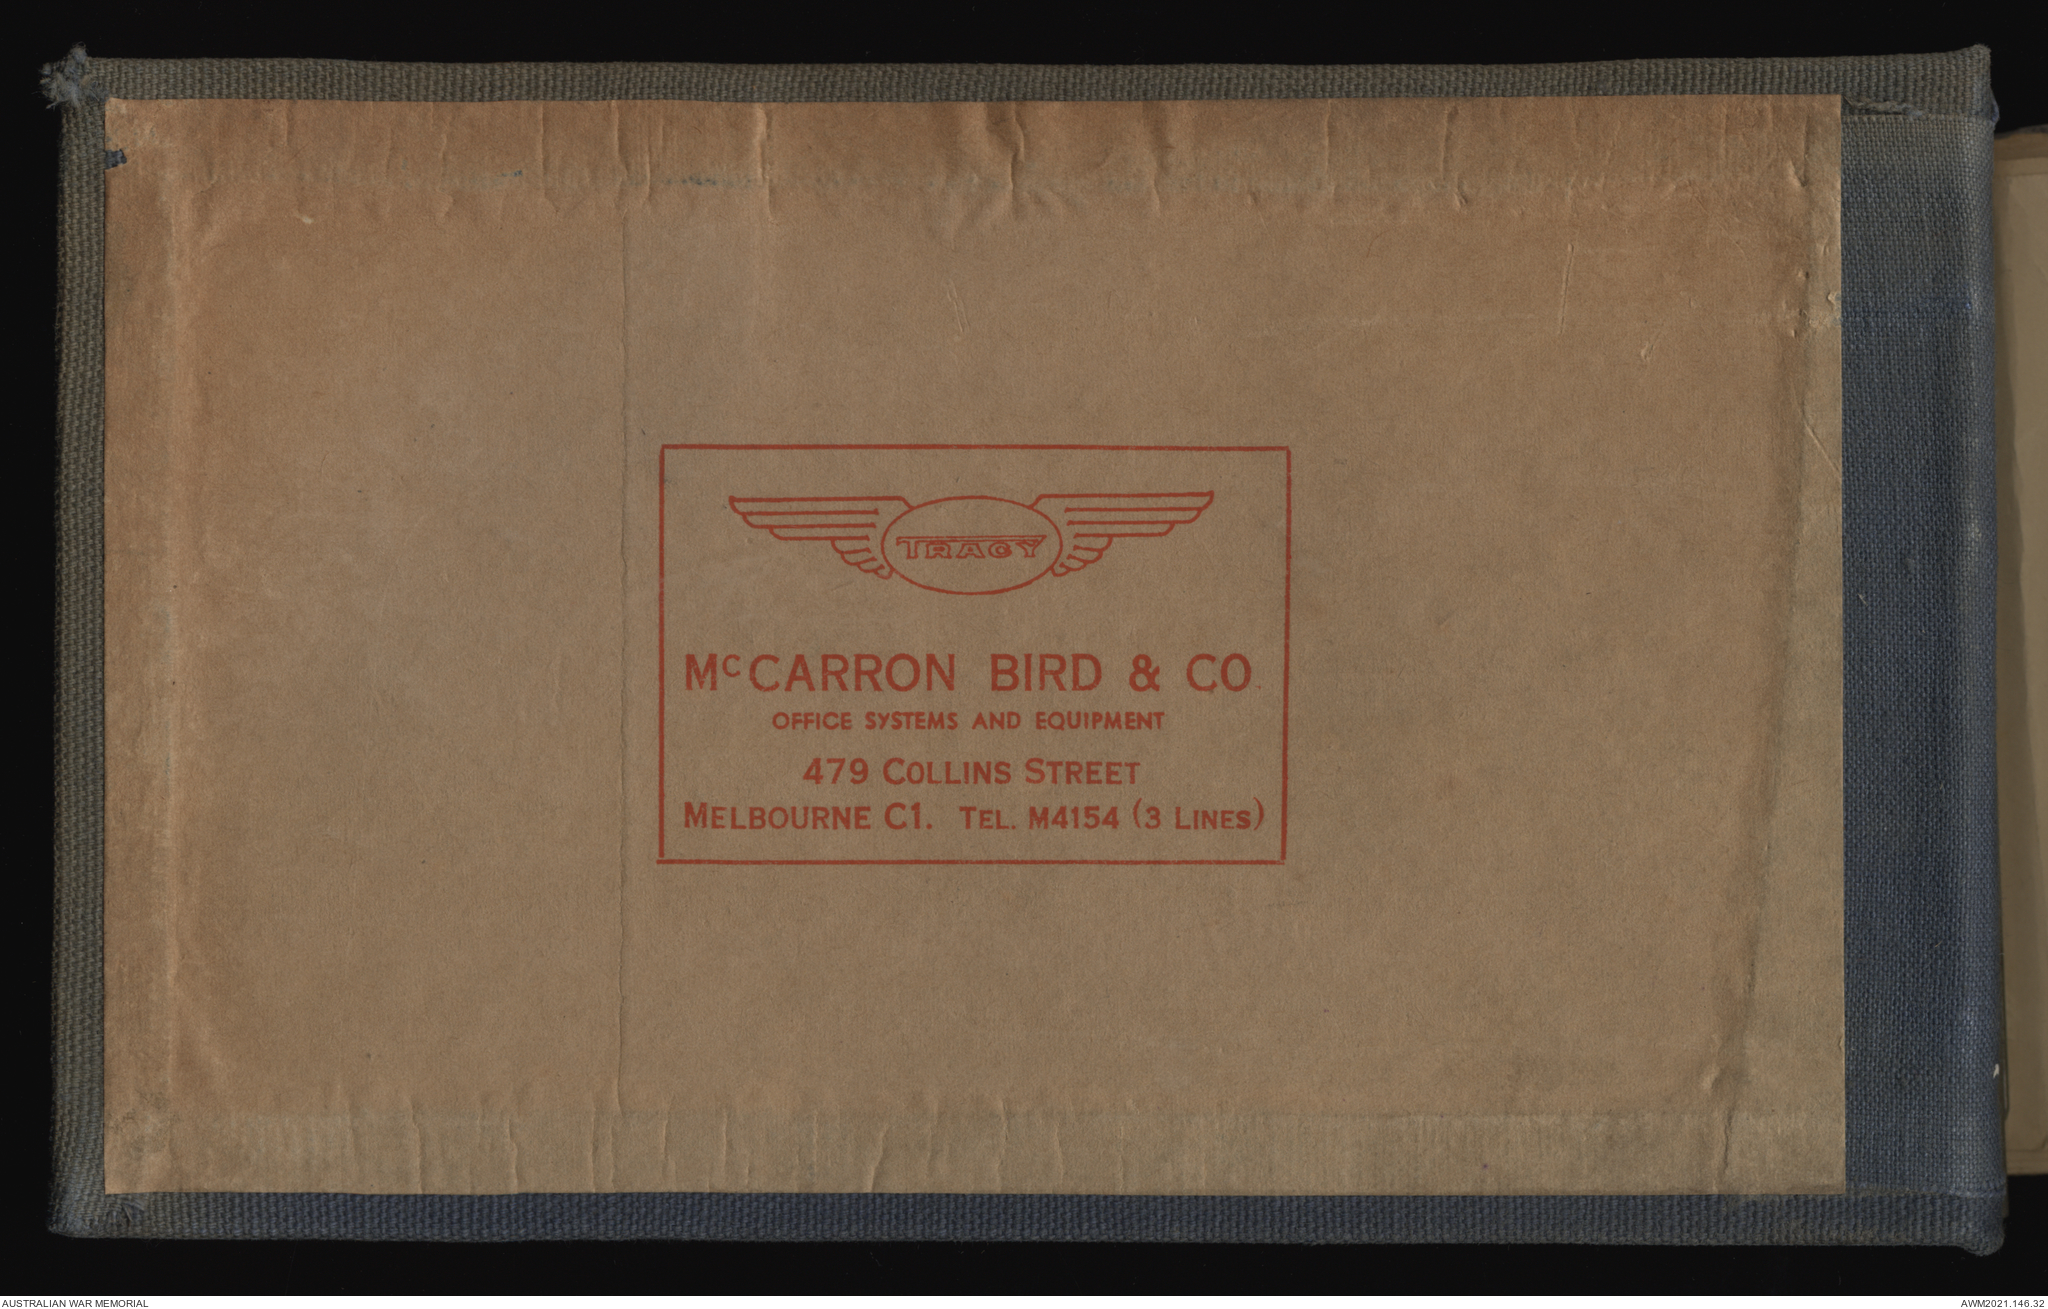 TRACY
McCARRON BIRD & CO
OFFICE SYSTEMS AND EQUIPMENT
479 COLLINS STREET
MELBOURNE C1. TEL. M4154 (3 LINES)
AUSTRALIAN WAR MEMORIAL
AWM2021.146.32